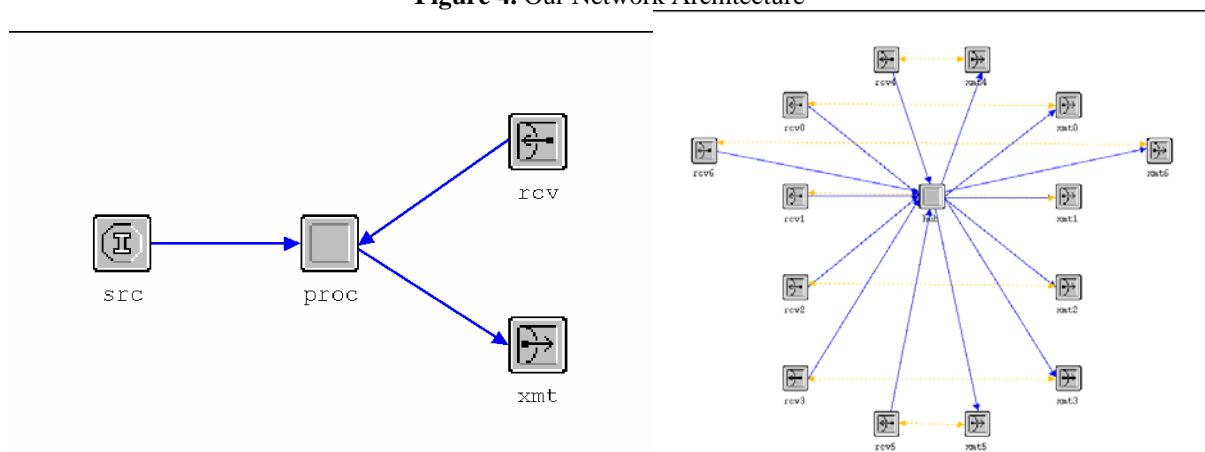 Figure 4. Our Network Architecture
rcv
src
proc
xmt
rcv4
xmt4
rcv0
xmt0
rcv6
xmt6
hub
rcv1
xmt1
rcv2
xmt2
rcv3
xmt3
rcv5
xmt5